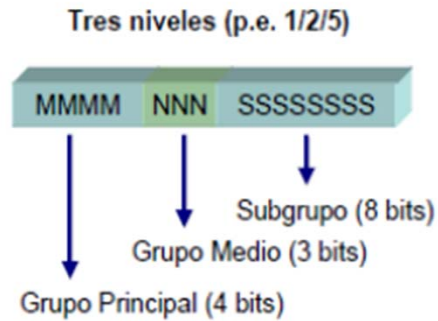 Tres niveles (p.e. 1/2/5)
MMMM NNN SSSSSSSS
Subgrupo (8 bits)
Grupo Medio (3 bits)
Grupo Principal (4 bits)